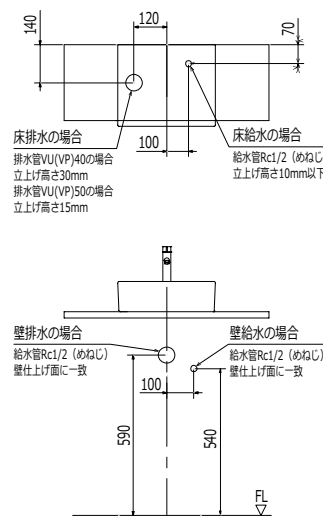 120
140
70
100
床排水の場合
排水管VU(VP)40の場合
立上げ高さ30mm
排水管VU(VP)50の場合
立上げ高さ15mm
床給水の場合
給水管Rc1/2（めねじ）
立上げ高さ10mm以下
壁排水の場合
給水管Rc1/2（めねじ）
壁仕上げ面に一致
壁給水の場合
給水管Rc1/2（めねじ）
壁仕上げ面に一致
100
590
540
FL